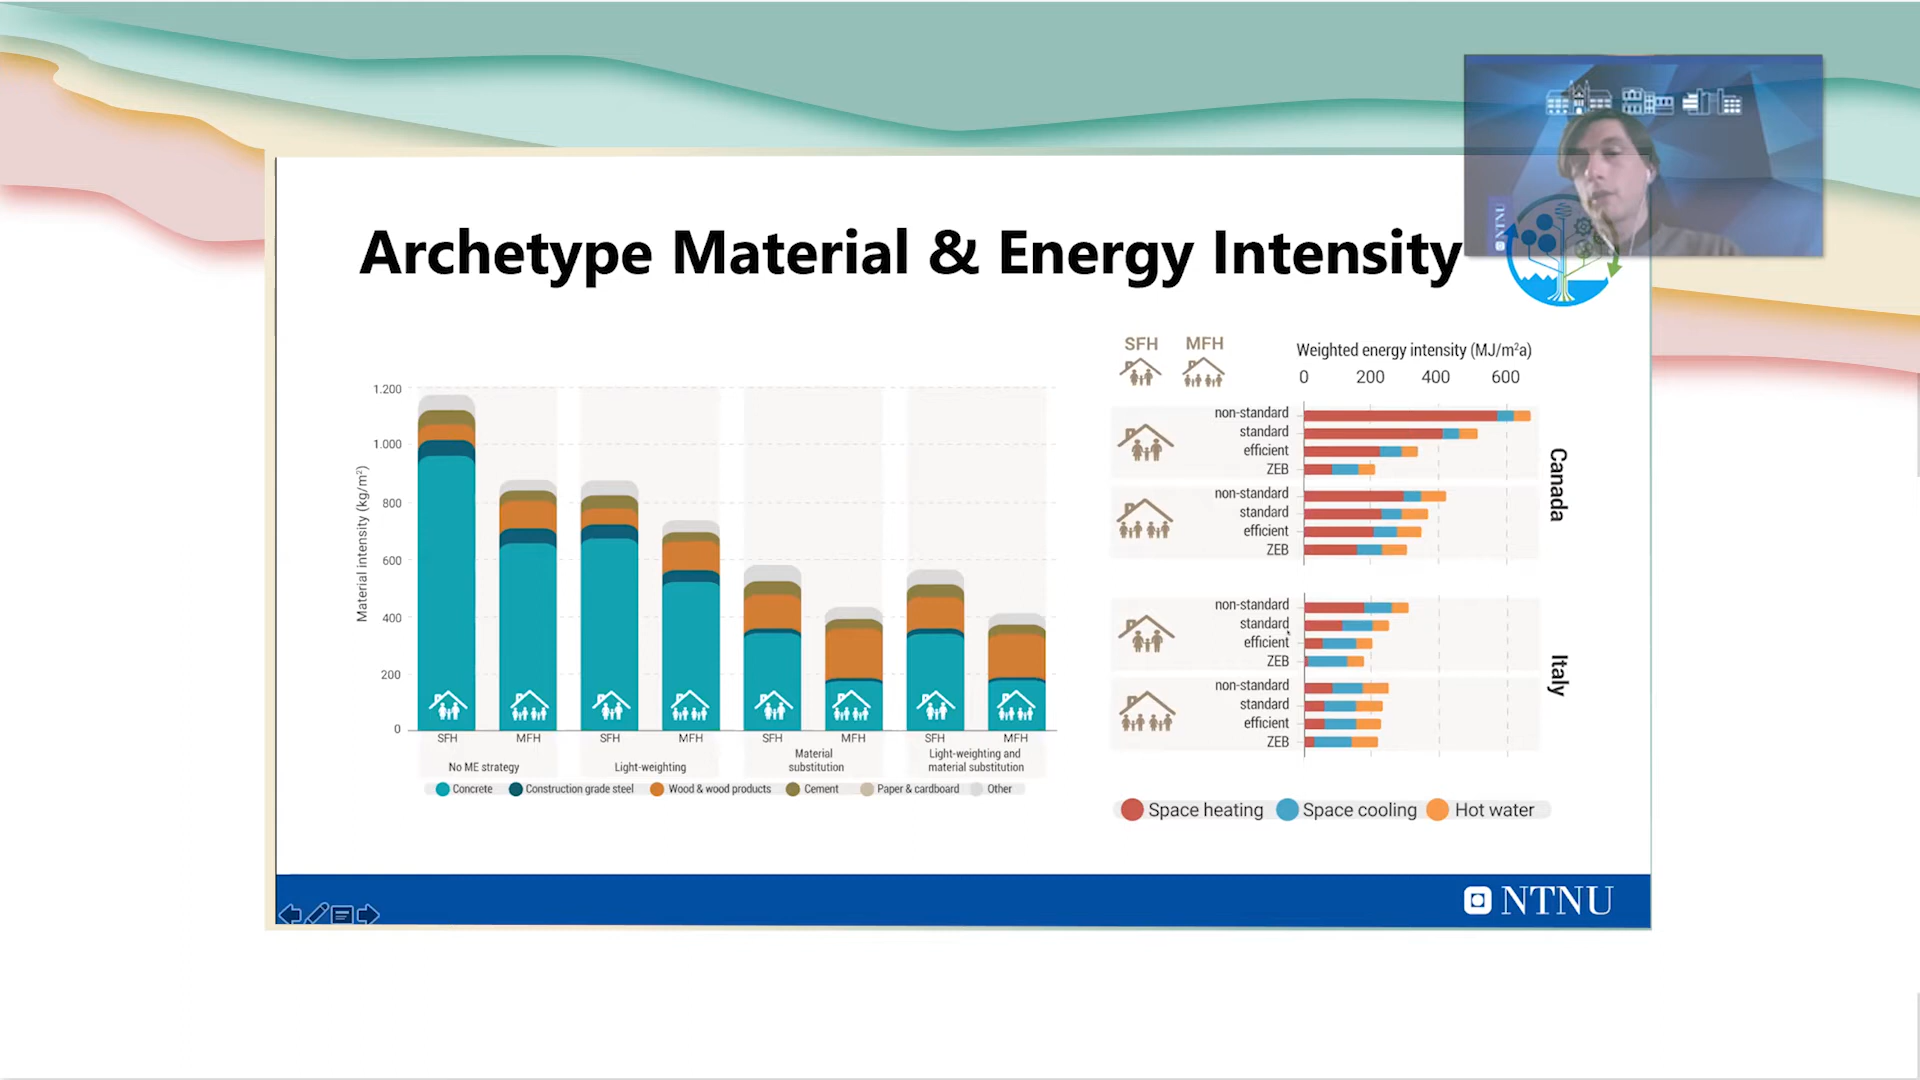 Archetype Material & Energy Intensity
NTNU
Material intensity (kg/m²)
1.200
1.000
800
600
400
200
0
SFH MFH SFH MFH SFH MFH SFH MFH
No ME strategy
Light-weighting
Material
substitution
Light-weighting and
material substitution
Concrete Construction grade steel Wood & wood products Cement Paper & cardboard Other
SFH MFH
Weighted energy intensity (MJ/m²a)
0 200 400 600
non-standard
standard
efficient
ZEB
non-standard
standard
efficient
ZEB
Canada
non-standard
standard
efficient
ZEB
non-standard
standard
efficient
ZEB
Italy
Space heating Space cooling Hot water
NTNU